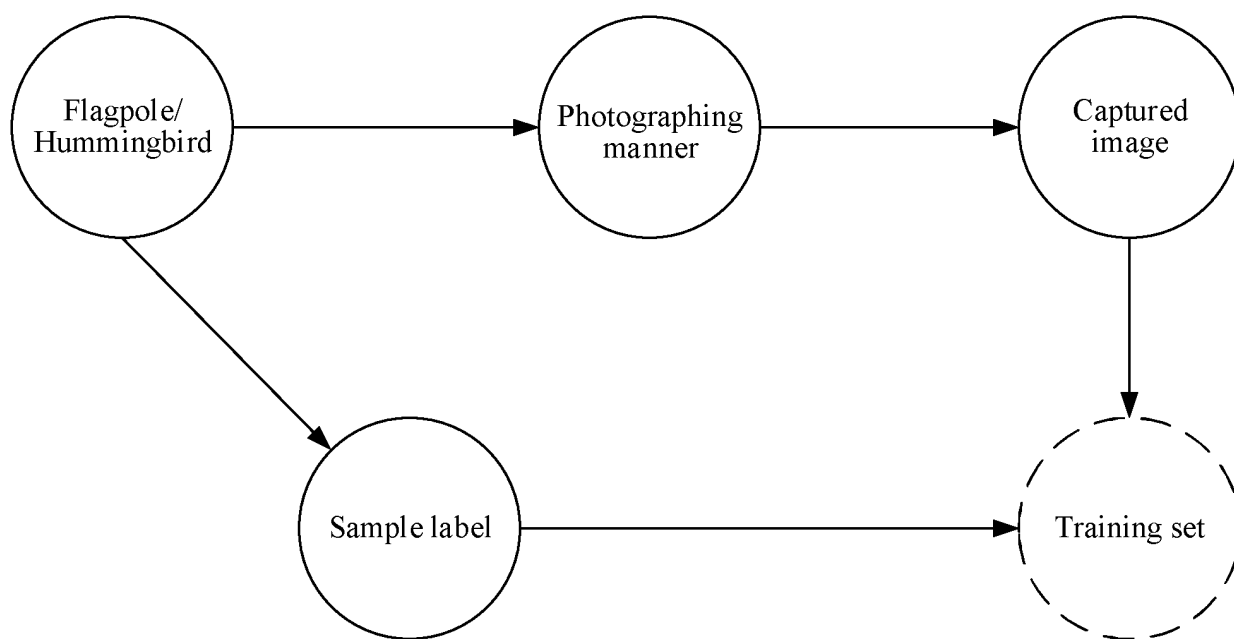 Flagpole/
Hummingbird
Photographing
manner
Captured
image
Sample label
Training set